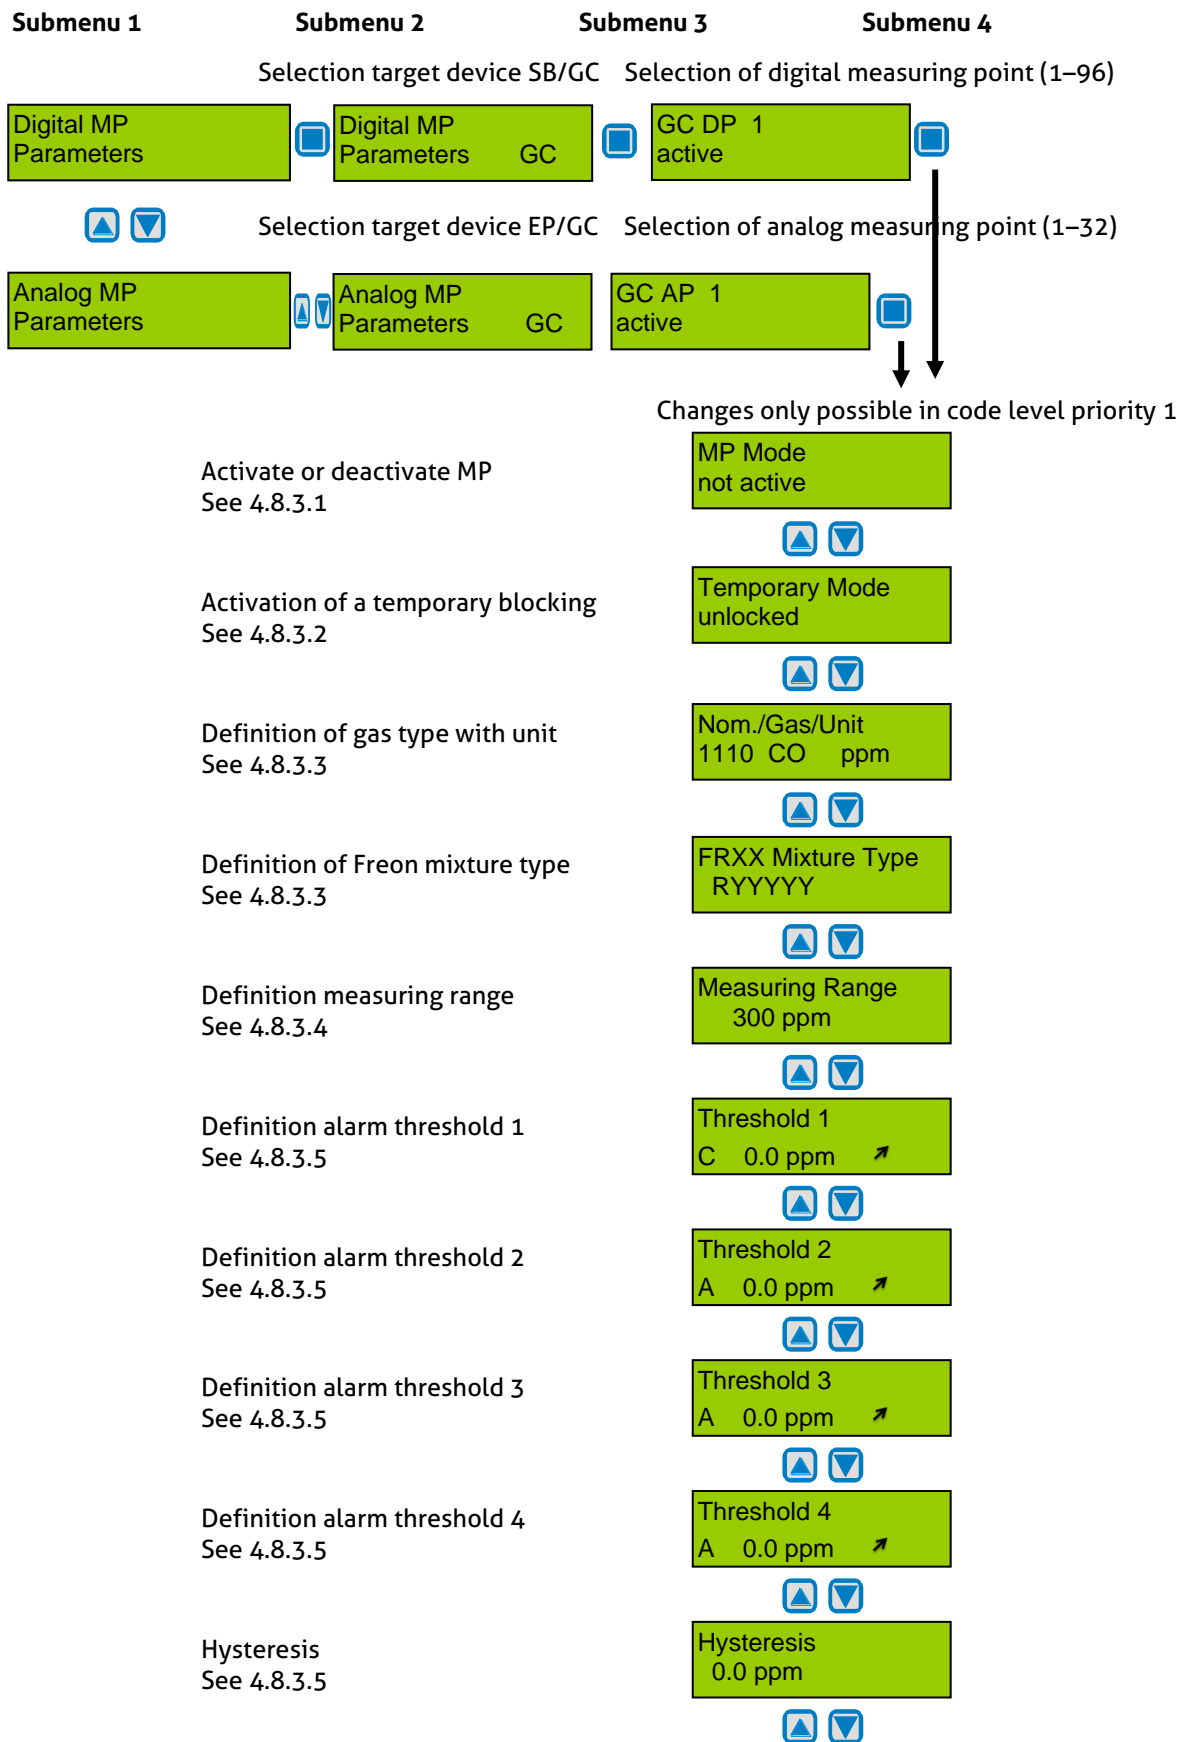 Submenu 1 Submenu 2 Submenu 3 Submenu 4
Selection target device SB/GC Selection of digital measuring point (1–96)
Digital MP
Parameters
Digital MP
Parameters GC
GC DP 1
active
Selection target device EP/GC Selection of analog measuring point (1–32)
Analog MP
Parameters
Analog MP
Parameters GC
GC AP 1
active
Changes only possible in code level priority 1
Activate or deactivate MP
See 4.8.3.1
MP Mode
not active
Activation of a temporary blocking
See 4.8.3.2
Temporary Mode
unlocked
Definition of gas type with unit
See 4.8.3.3
Nom./Gas/Unit
1110 CO ppm
Definition of Freon mixture type
See 4.8.3.3
FRXX Mixture Type
RYYYYY
Definition measuring range
See 4.8.3.4
Measuring Range
300 ppm
Definition alarm threshold 1
See 4.8.3.5
Threshold 1
C 0.0 ppm ↗
Definition alarm threshold 2
See 4.8.3.5
Threshold 2
A 0.0 ppm ↗
Definition alarm threshold 3
See 4.8.3.5
Threshold 3
A 0.0 ppm ↗
Definition alarm threshold 4
See 4.8.3.5
Threshold 4
A 0.0 ppm ↗
Hysteresis
See 4.8.3.5
Hysteresis
0.0 ppm